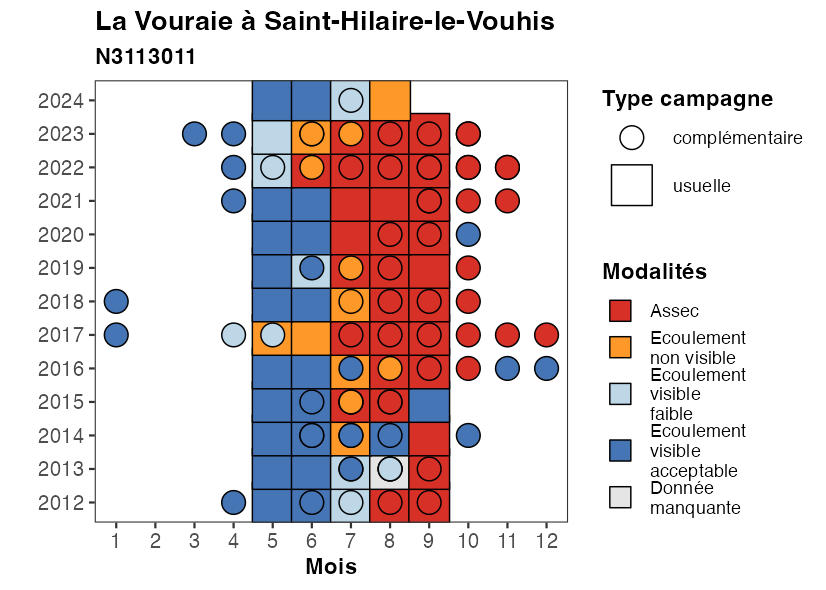 La Vouraie à Saint-Hilaire-le-Vouhis
N3113011
2024
2023
2022
2021
2020
2019
2018
2017
2016
2015
2014
2013
2012
1 2 3 4 5 6 7 8 9 10 11 12
Mois
Type campagne
complémentaire
usuelle
Modalités
Assec
Ecoulement
non visible
Ecoulement
visible
faible
Ecoulement
visible
acceptable
Donnée
manquante